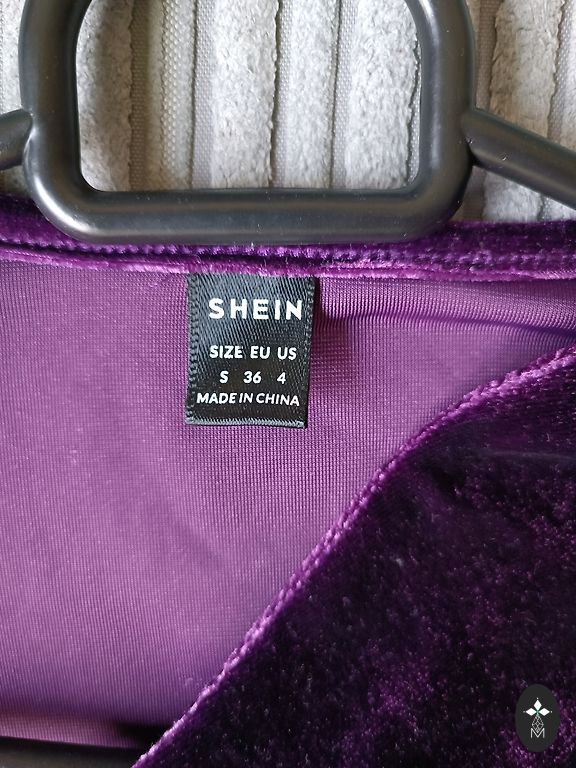 SHEIN
SIZE EU US
S 36 4
MADE IN CHINA
M